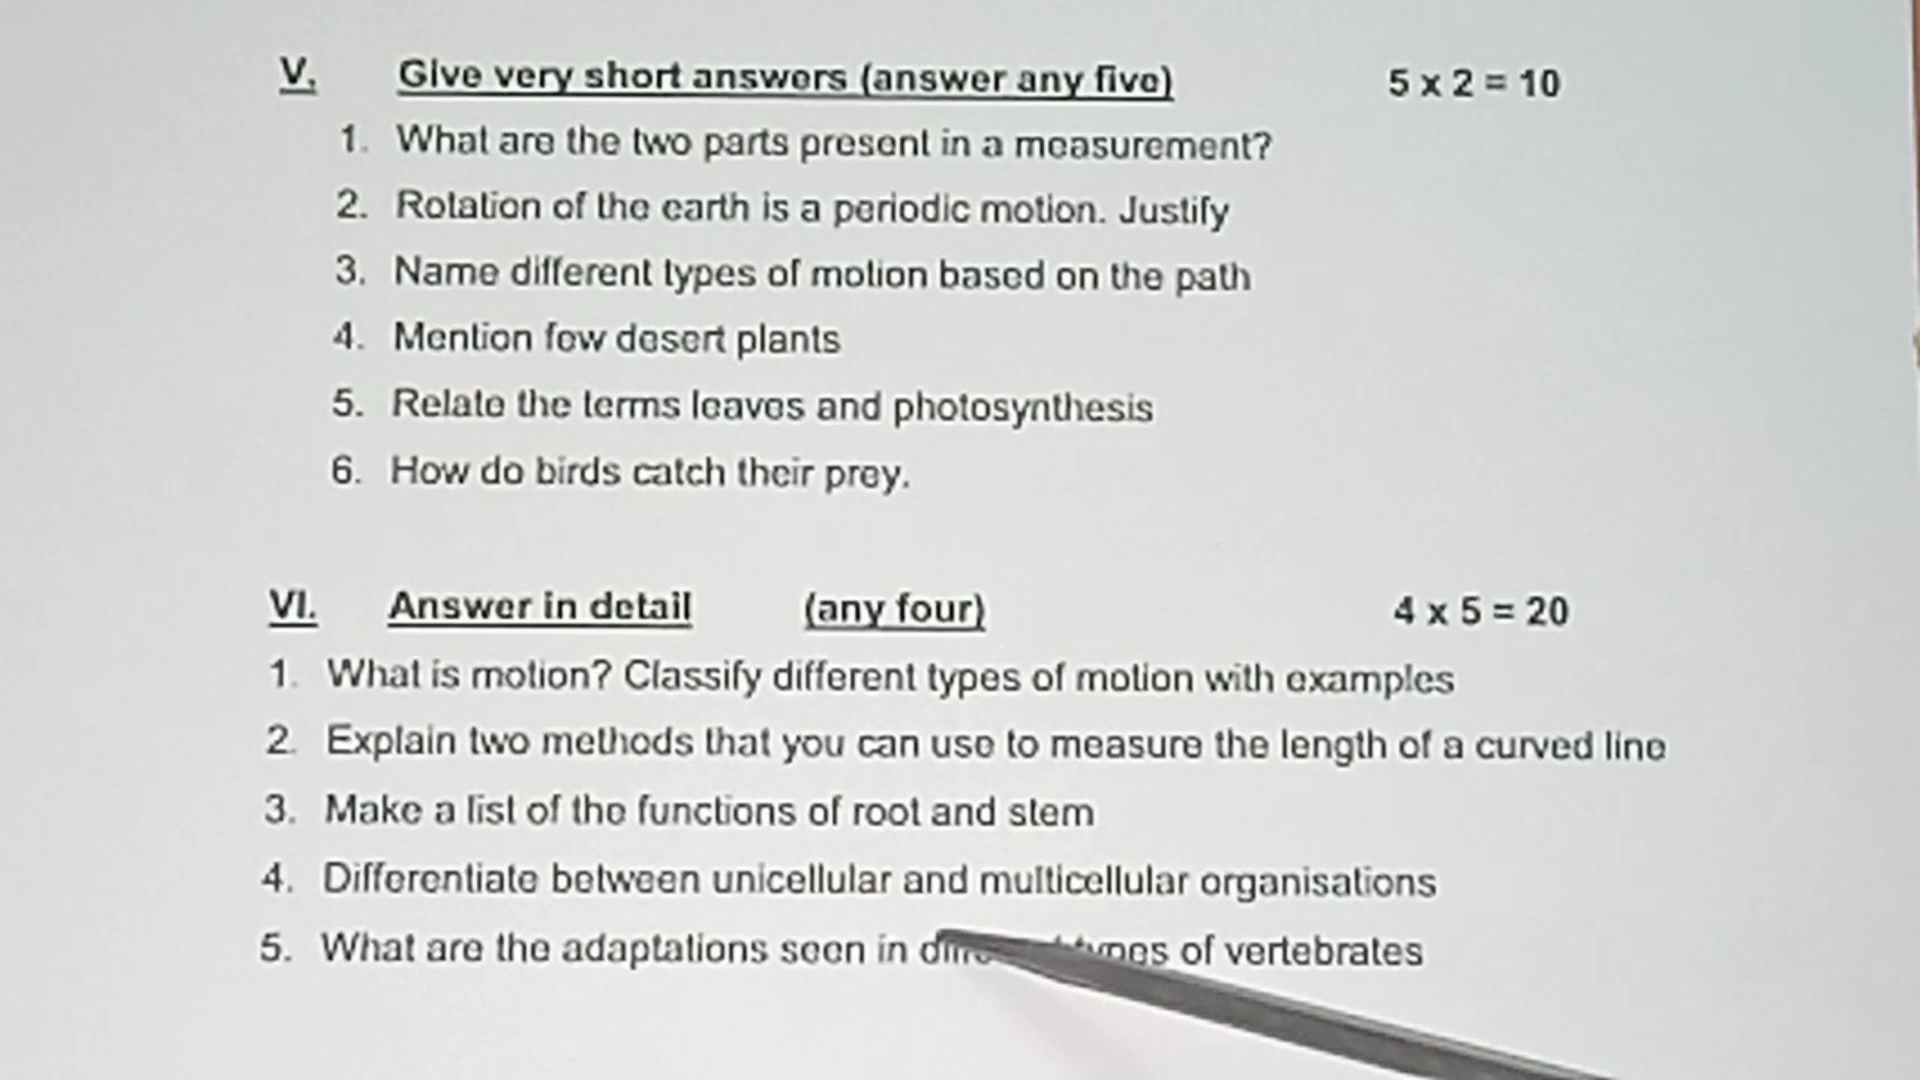 V. Give very short answers (answer any five) 5 x 2 = 10
1. What are the two parts present in a measurement?
2. Rotation of the earth is a periodic motion. Justify
3. Name different types of motion based on the path
4. Mention few desert plants
5. Relate the terms leaves and photosynthesis
6. How do birds catch their prey.
VI. Answer in detail (any four) 4 x 5 = 20
1. What is motion? Classify different types of motion with examples
2. Explain two methods that you can use to measure the length of a curved line
3. Make a list of the functions of root and stem
4. Differentiate between unicellular and multicellular organisations
5. What are the adaptations seen in types of vertebrates